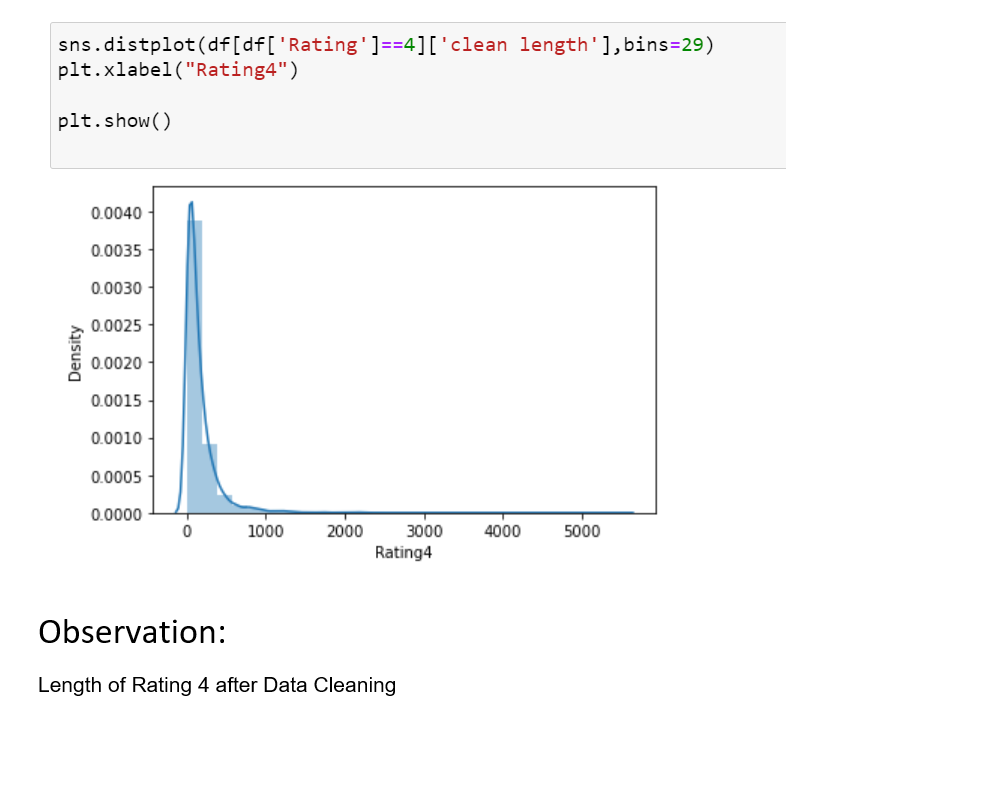 sns.distplot(df[df['Rating']==4]['clean length'],bins=29)
plt.xlabel("Rating4")
plt.show()
0.0040
0.0035
0.0030
0.0025
0.0020
0.0015
0.0010
0.0005
0.0000
Density
0 1000 2000 3000 4000 5000
Rating4
Observation:
Length of Rating 4 after Data Cleaning